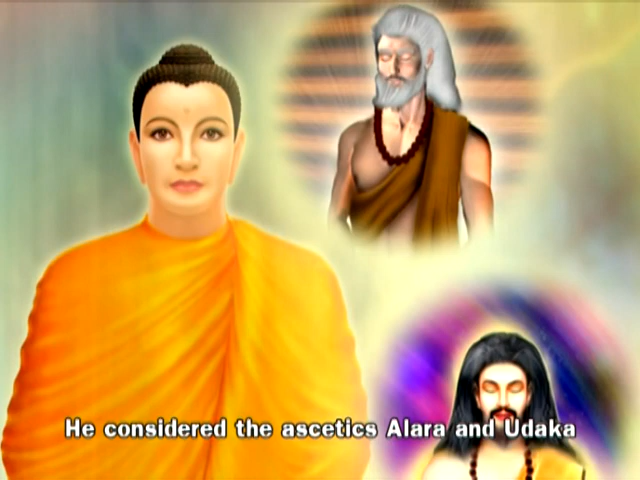 He considered the ascetics Alara and Udaka